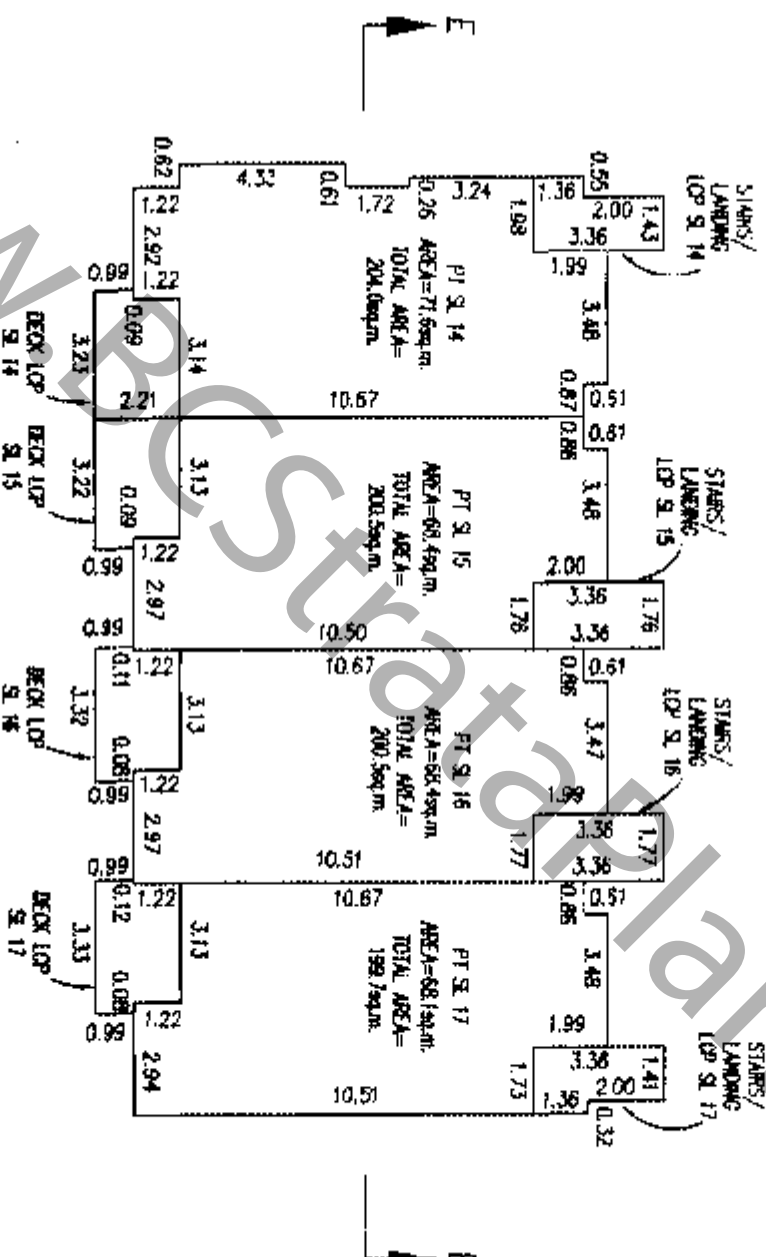 E
STAIRS/
LANDING
LCP SL 14
0.55
1.43
2.00
1.36
3.36
0.62
4.33
0.61
1.72
0.26
3.24
1.98
1.99
1.22
2.92
1.22
PT SL 14
AREA=71.6sq.m.
TOTAL AREA=
204.0sq.m.
3.48
0.99
0.09
3.14
3.23
2.21
10.67
0.87
0.61
DECK LCP
SL 14
0.86
0.61
DECK LCP
SL 15
3.22
3.13
0.09
PT SL 15
AREA=68.4sq.m.
TOTAL AREA=
200.5sq.m.
3.48
STAIRS/
LANDING
LCP SL 15
0.99
1.22
2.97
2.00
3.36
1.76
1.76
3.36
10.50
0.99
0.11
1.22
10.67
0.86
0.61
DECK LCP
SL 16
3.32
3.13
0.08
PT SL 16
AREA=68.4sq.m.
TOTAL AREA=
200.5sq.m.
3.47
STAIRS/
LANDING
LCP SL 16
0.99
1.22
2.97
1.99
3.36
1.77
1.77
3.36
10.51
0.99
0.12
1.22
10.67
0.86
0.61
DECK LCP
SL 17
3.33
3.13
0.08
PT SL 17
AREA=68.1sq.m.
TOTAL AREA=
199.7sq.m.
3.48
STAIRS/
LANDING
LCP SL 17
0.99
1.22
2.94
1.99
3.36
1.41
2.00
1.73
1.36
0.32
10.51